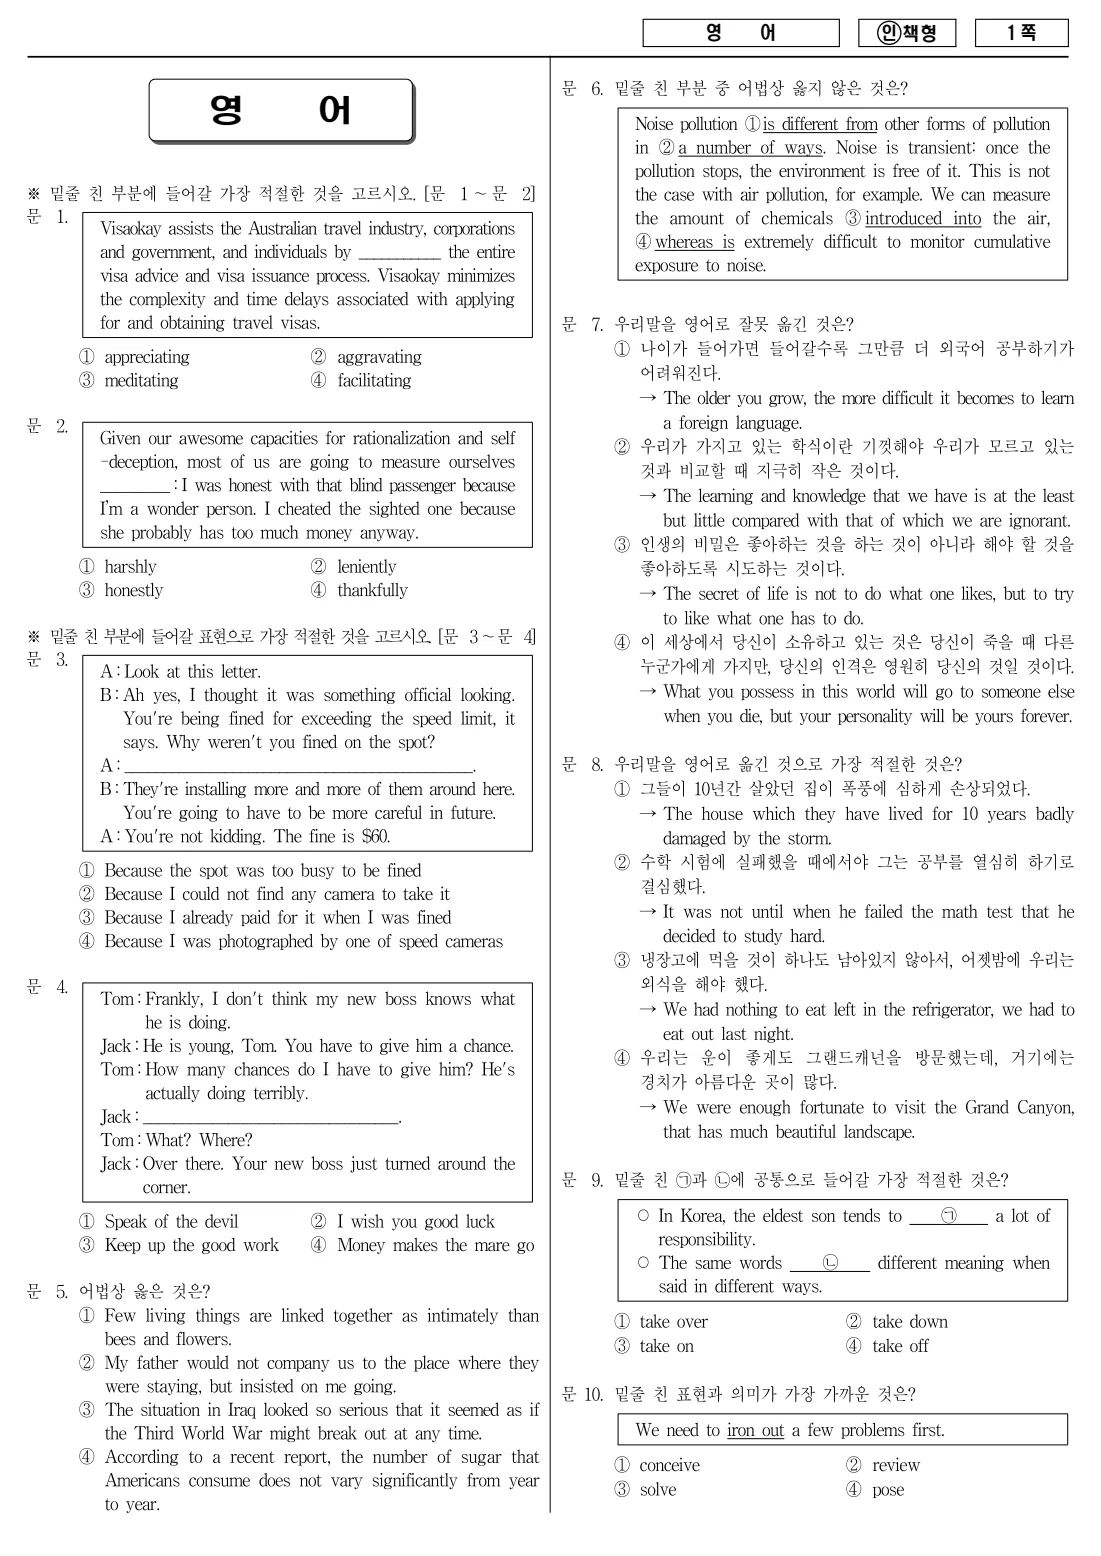 영 어
인책형
1쪽
영 어
※ 밑줄 친 부분에 들어갈 가장 적절한 것을 고르시오. [문 1 ~ 문 2]
문 1.
Visaokay assists the Australian travel industry, corporations
and government, and individuals by __________ the entire
visa advice and visa issuance process. Visaokay minimizes
the complexity and time delays associated with applying
for and obtaining travel visas.
① appreciating ② aggravating
③ meditating ④ facilitating
문 2.
Given our awesome capacities for rationalization and self
-deception, most of us are going to measure ourselves
________ : I was honest with that blind passenger because
I'm a wonder person. I cheated the sighted one because
she probably has too much money anyway.
① harshly ② leniently
③ honestly ④ thankfully
※ 밑줄 친 부분에 들어갈 표현으로 가장 적절한 것을 고르시오. [문 3 ~ 문 4]
문 3.
A : Look at this letter.
B : Ah yes, I thought it was something official looking.
You're being fined for exceeding the speed limit, it
says. Why weren't you fined on the spot?
A : ________________________________________.
B : They're installing more and more of them around here.
You're going to have to be more careful in future.
A : You're not kidding. The fine is $60.
① Because the spot was too busy to be fined
② Because I could not find any camera to take it
③ Because I already paid for it when I was fined
④ Because I was photographed by one of speed cameras
문 4.
Tom : Frankly, I don't think my new boss knows what
he is doing.
Jack : He is young, Tom. You have to give him a chance.
Tom : How many chances do I have to give him? He's
actually doing terribly.
Jack : ______________________________.
Tom : What? Where?
Jack : Over there. Your new boss just turned around the
corner.
① Speak of the devil ② I wish you good luck
③ Keep up the good work ④ Money makes the mare go
문 5. 어법상 옳은 것은?
① Few living things are linked together as intimately than
bees and flowers.
② My father would not company us to the place where they
were staying, but insisted on me going.
③ The situation in Iraq looked so serious that it seemed as if
the Third World War might break out at any time.
④ According to a recent report, the number of sugar that
Americans consume does not vary significantly from year
to year.
문 6. 밑줄 친 부분 중 어법상 옳지 않은 것은?
Noise pollution ① is different from other forms of pollution
in ② a number of ways. Noise is transient: once the
pollution stops, the environment is free of it. This is not
the case with air pollution, for example. We can measure
the amount of chemicals ③ introduced into the air,
④ whereas is extremely difficult to monitor cumulative
exposure to noise.
문 7. 우리말을 영어로 잘못 옮긴 것은?
① 나이가 들어가면 들어갈수록 그만큼 더 외국어 공부하기가
어려워진다.
→ The older you grow, the more difficult it becomes to learn
a foreign language.
② 우리가 가지고 있는 학식이란 기껏해야 우리가 모르고 있는
것과 비교할 때 지극히 작은 것이다.
→ The learning and knowledge that we have is at the least
but little compared with that of which we are ignorant.
③ 인생의 비밀은 좋아하는 것을 하는 것이 아니라 해야 할 것을
좋아하도록 시도하는 것이다.
→ The secret of life is not to do what one likes, but to try
to like what one has to do.
④ 이 세상에서 당신이 소유하고 있는 것은 당신이 죽을 때 다른
누군가에게 가지만, 당신의 인격은 영원히 당신의 것일 것이다.
→ What you possess in this world will go to someone else
when you die, but your personality will be yours forever.
문 8. 우리말을 영어로 옮긴 것으로 가장 적절한 것은?
① 그들이 10년간 살았던 집이 폭풍에 심하게 손상되었다.
→ The house which they have lived for 10 years badly
damaged by the storm.
② 수학 시험에 실패했을 때에서야 그는 공부를 열심히 하기로
결심했다.
→ It was not until when he failed the math test that he
decided to study hard.
③ 냉장고에 먹을 것이 하나도 남아있지 않아서, 어젯밤에 우리는
외식을 해야 했다.
→ We had nothing to eat left in the refrigerator, we had to
eat out last night.
④ 우리는 운이 좋게도 그랜드캐넌을 방문했는데, 거기에는
경치가 아름다운 곳이 많다.
→ We were enough fortunate to visit the Grand Canyon,
that has much beautiful landscape.
문 9. 밑줄 친 ㉠과 ㉡에 공통으로 들어갈 가장 적절한 것은?
○ In Korea, the eldest son tends to ___㉠___ a lot of
responsibility.
○ The same words ___㉡___ different meaning when
said in different ways.
① take over ② take down
③ take on ④ take off
문 10. 밑줄 친 표현과 의미가 가장 가까운 것은?
We need to iron out a few problems first.
① conceive ② review
③ solve ④ pose